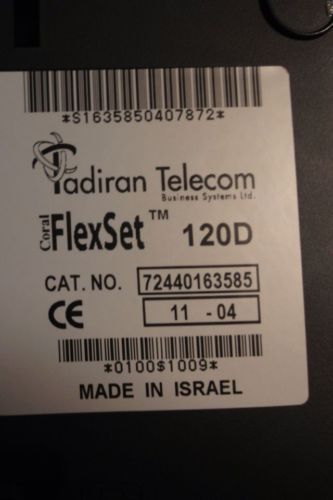 *S1635850407872*
Tadiran Telecom
Business Systems Ltd.
Coral FlexSet™ 120D
CAT. NO. 72440163585
CE 11 - 04
*0100$1009*
MADE IN ISRAEL